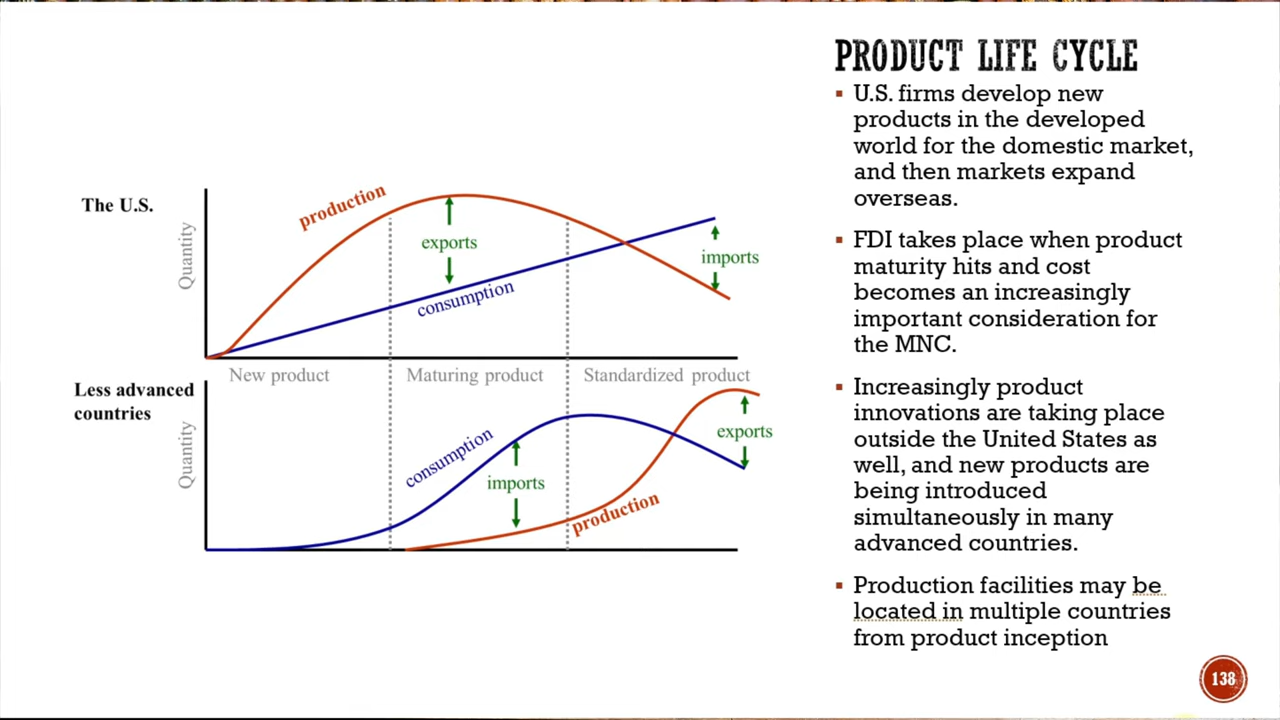 PRODUCT LIFE CYCLE
▪ U.S. firms develop new
products in the developed
world for the domestic market,
and then markets expand
overseas.
▪ FDI takes place when product
maturity hits and cost
becomes an increasingly
important consideration for
the MNC.
▪ Increasingly product
innovations are taking place
outside the United States as
well, and new products are
being introduced
simultaneously in many
advanced countries.
▪ Production facilities may be
located in multiple countries
from product inception
The U.S.
Quantity
production
exports
consumption
imports
New product
Maturing product
Standardized product
Less advanced
countries
Quantity
consumption
imports
production
exports
138